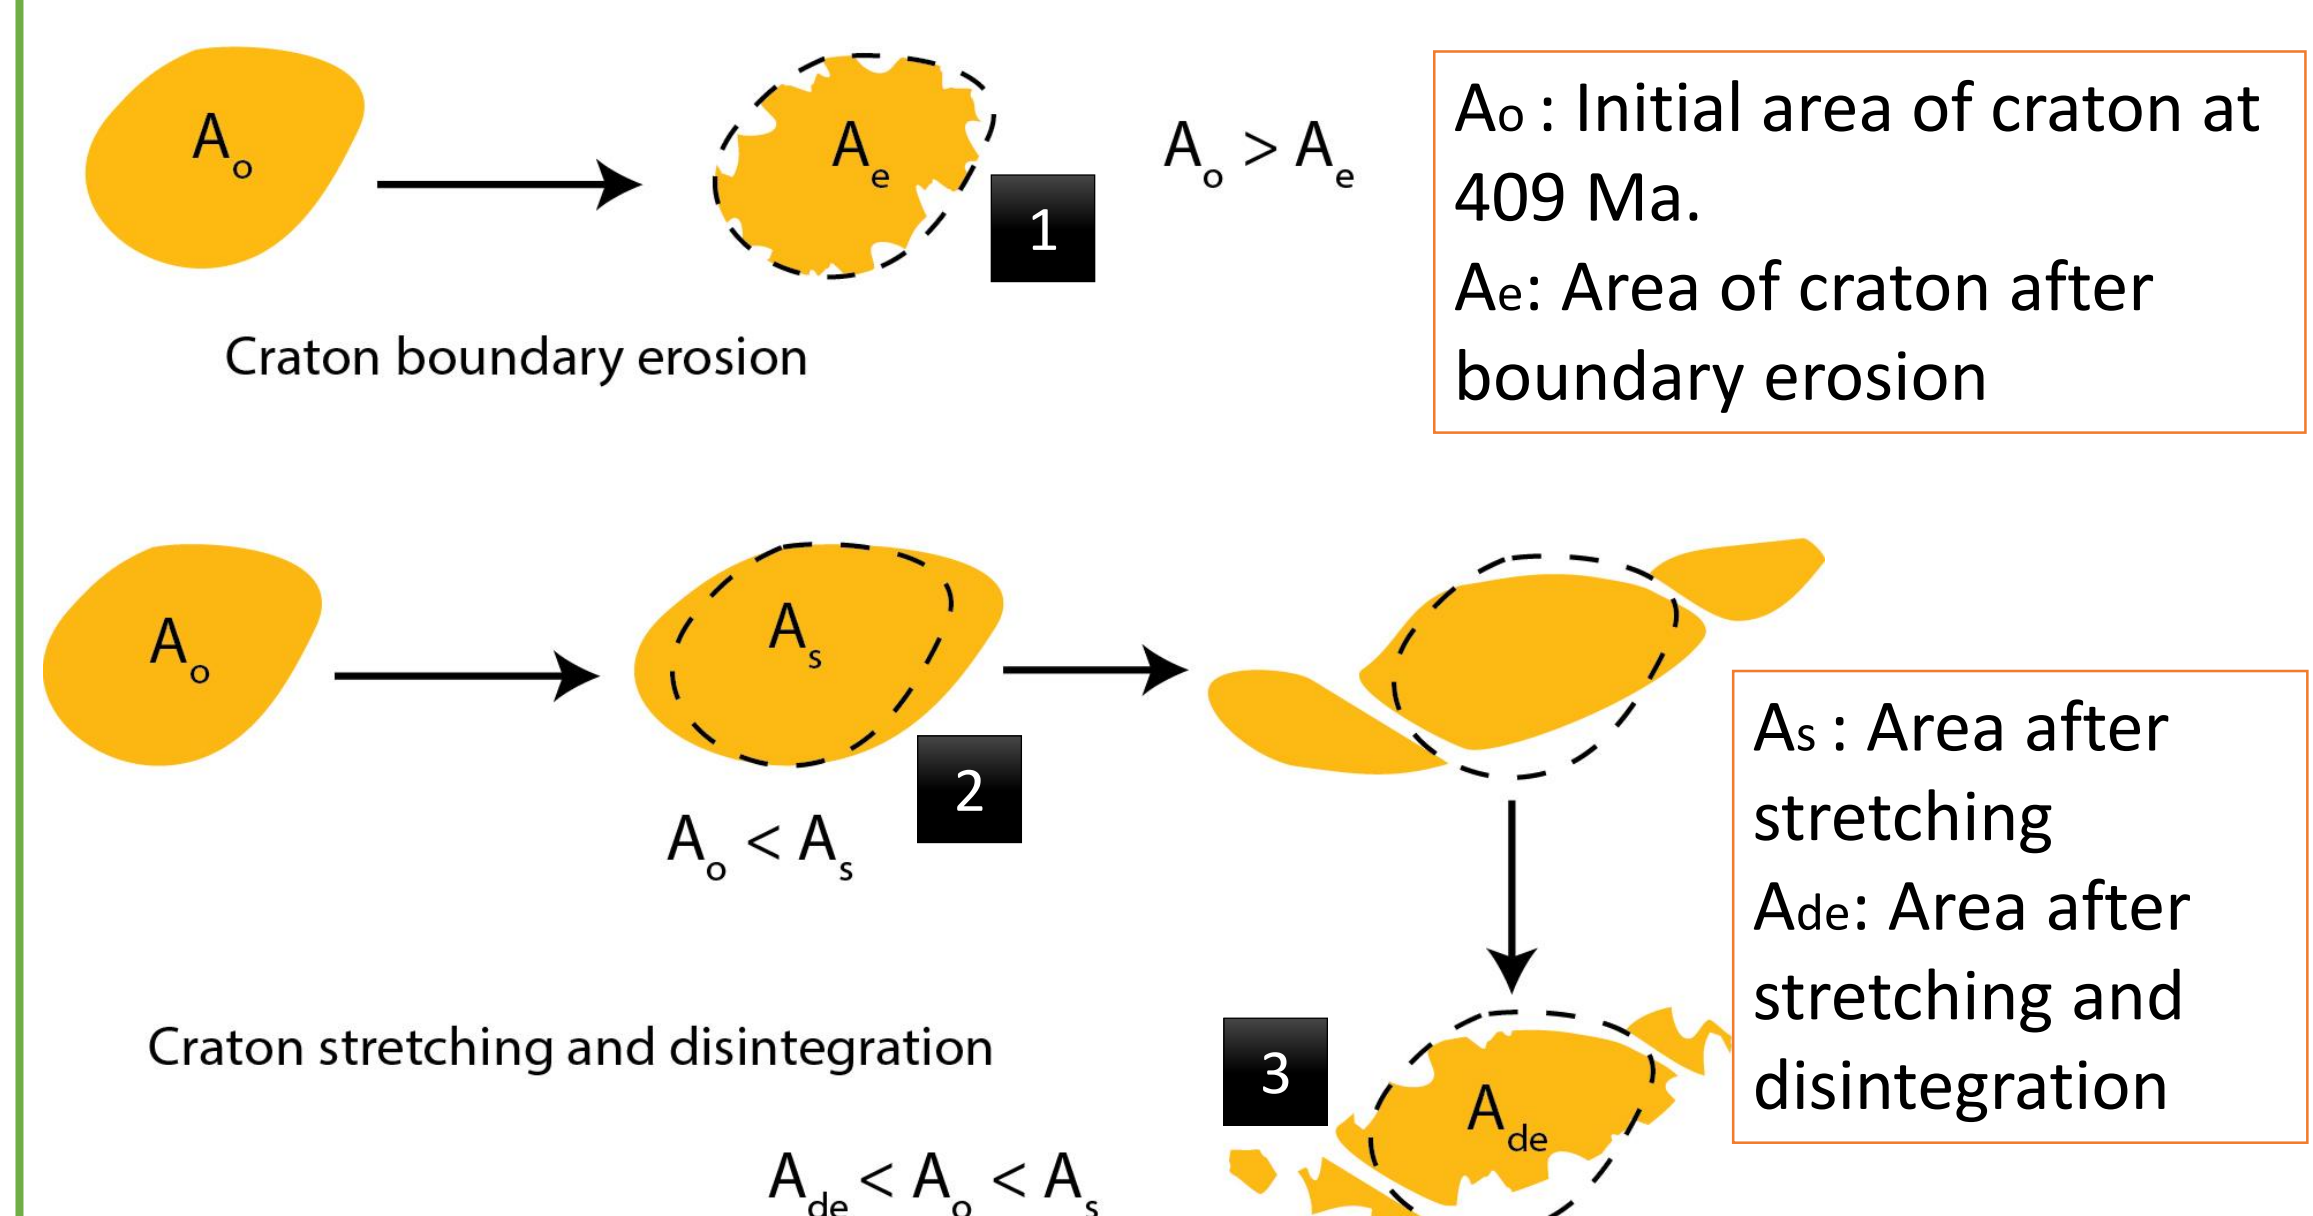 Ao
Ae
1
Ao > Ae
Ao : Initial area of craton at
409 Ma.
Ae: Area of craton after
boundary erosion
Craton boundary erosion
Ao
As
2
Ao < As
As : Area after
stretching
Ade: Area after
stretching and
disintegration
Craton stretching and disintegration
3
Ade
Ade < Ao < As